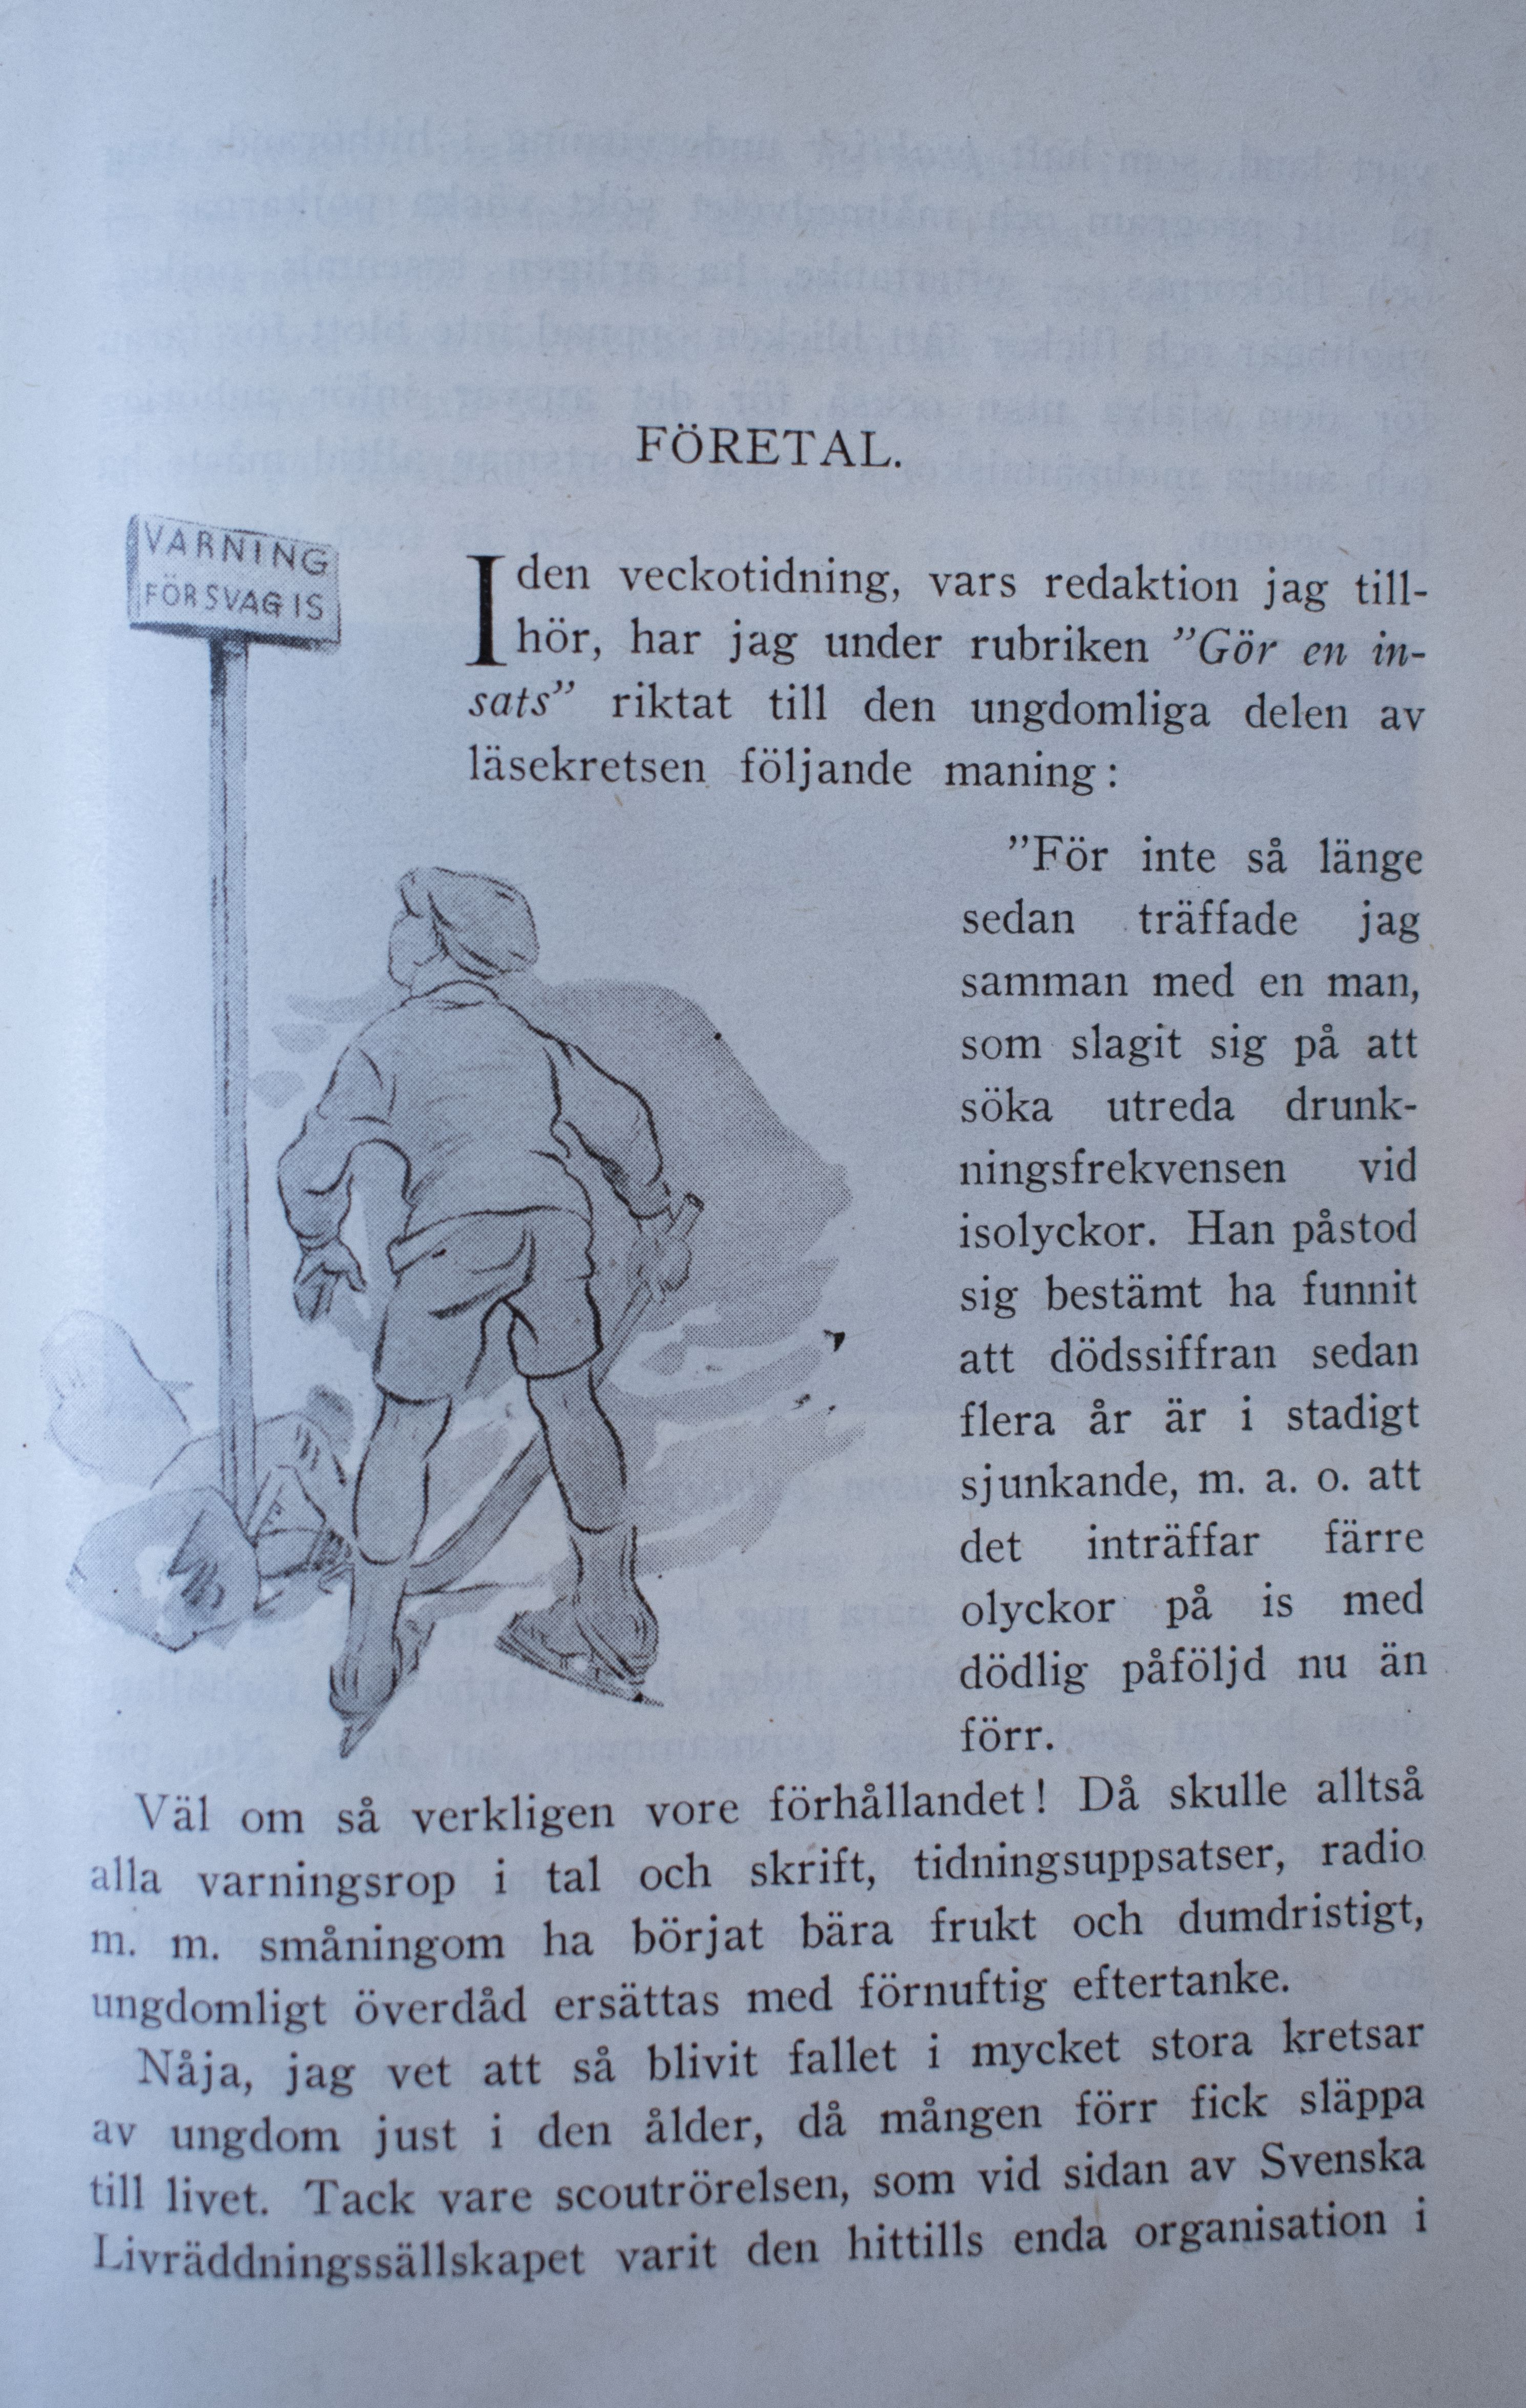 FÖRETAL.
VARNING
FÖR SVAG IS
I den veckotidning, vars redaktion jag till-
hör, har jag under rubriken ”Gör en in-
sats” riktat till den ungdomliga delen av
läsekretsen följande maning:
”För inte så länge
sedan träffade jag
samman med en man,
som slagit sig på att
söka utreda drunk-
ningsfrekvensen vid
isolyckor. Han påstod
sig bestämt ha funnit
att dödssiffran sedan
flera år är i stadigt
sjunkande, m. a. o. att
det inträffar färre
olyckor på is med
dödlig påföljd nu än
förr.
Väl om så verkligen vore förhållandet! Då skulle alltså
alla varningsrop i tal och skrift, tidningsuppsatser, radio
m. m. småningom ha börjat bära frukt och dumdristigt,
ungdomligt överdåd ersättas med förnuftig eftertanke.
Nåja, jag vet att så blivit fallet i mycket stora kretsar
av ungdom just i den ålder, då mången förr fick släppa
till livet. Tack vare scoutrörelsen, som vid sidan av Svenska
Livräddningssällskapet varit den hittills enda organisation i